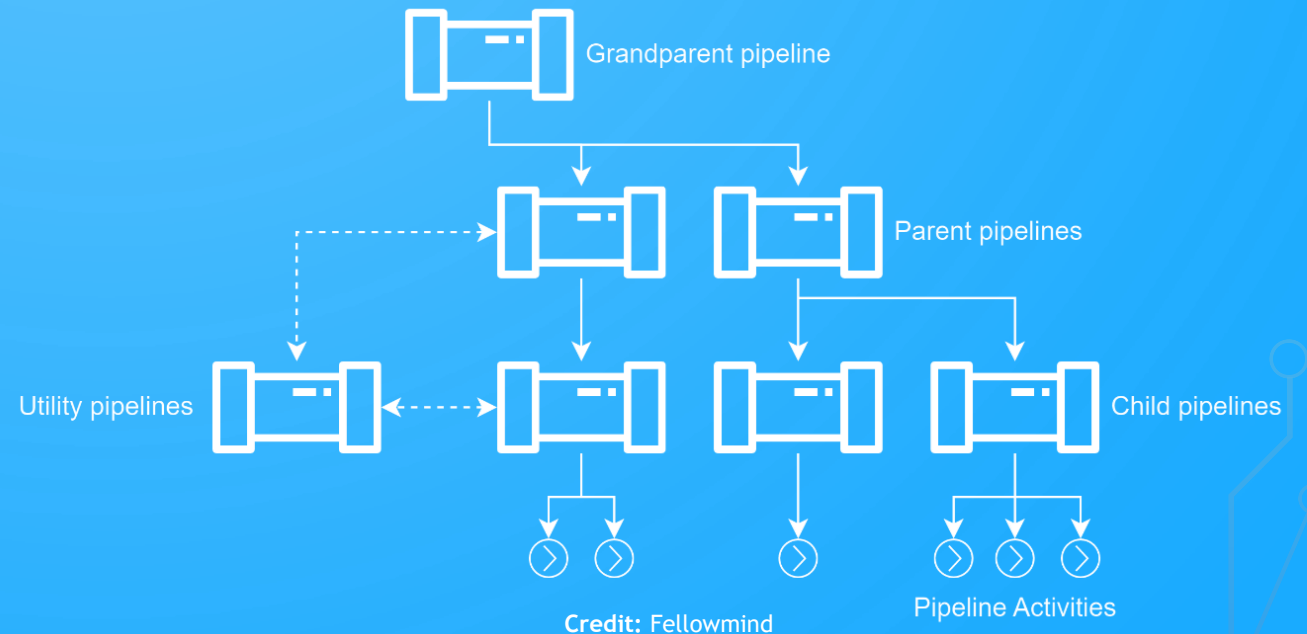 Grandparent pipeline
Parent pipelines
Utility pipelines
Child pipelines
Pipeline Activities
Credit: Fellowmind